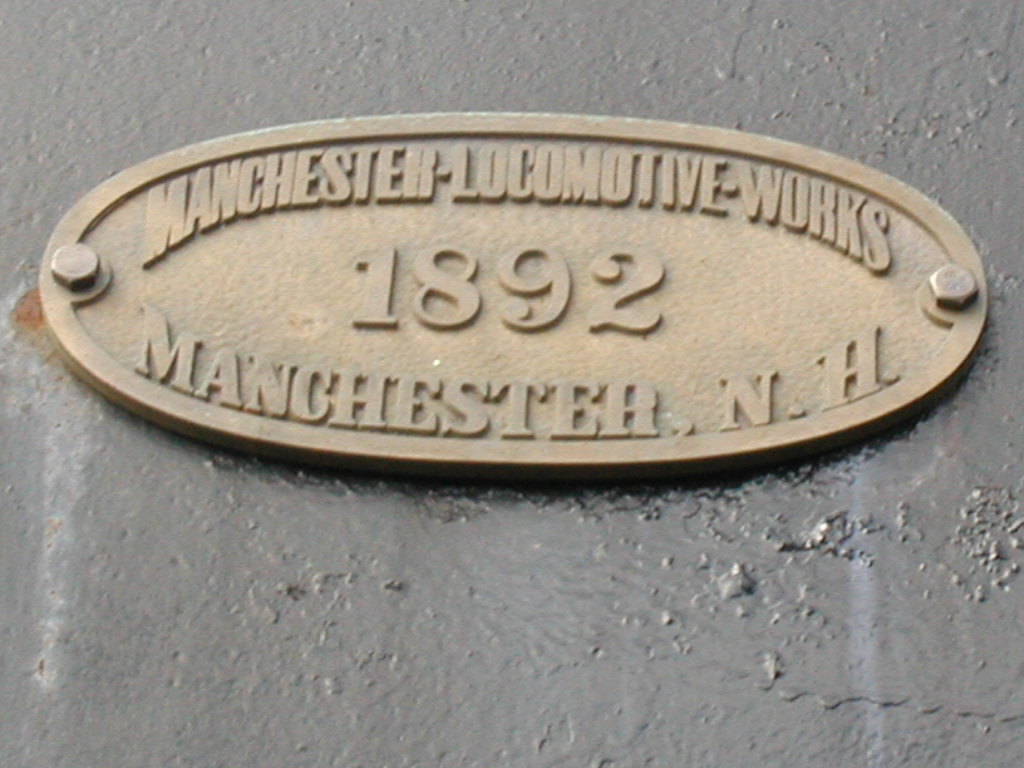 MANCHESTER-LOCOMOTIVE-WORKS
1892
MANCHESTER, N.H.